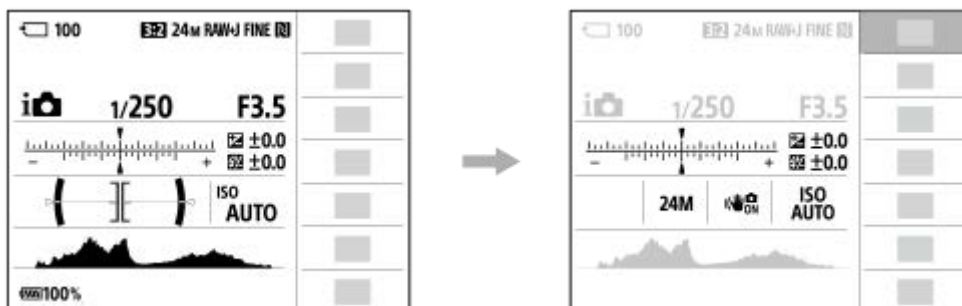 100 3:2 24M RAW+J FINE N
i 1/250 F3.5
- + ±0.0
±0.0
ISO
AUTO
100%
100 3:2 24M RAW+J FINE N
i 1/250 F3.5
- + ±0.0
±0.0
24M ON ISO
AUTO